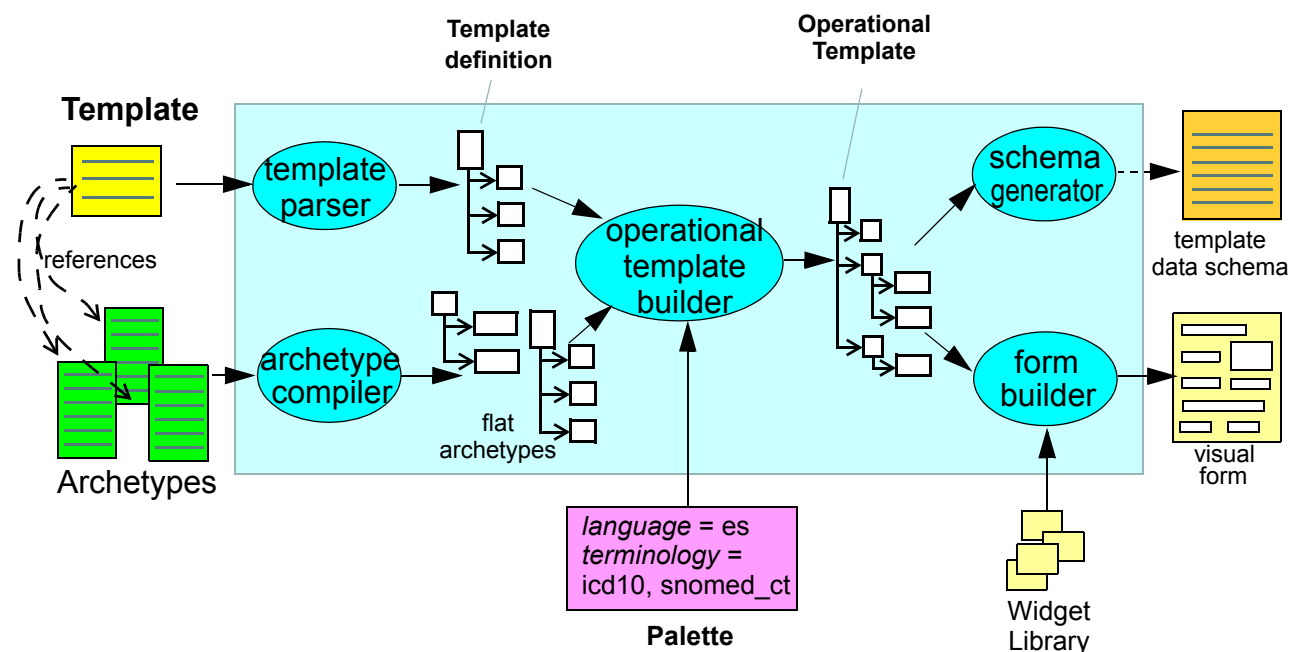 Template
definition
Operational
Template
Template
template
parser
schema
generator
references
operational
template
builder
template
data schema
archetype
compiler
flat
archetypes
form
builder
visual
form
Archetypes
language = es
terminology =
icd10, snomed_ct
Palette
Widget
Library